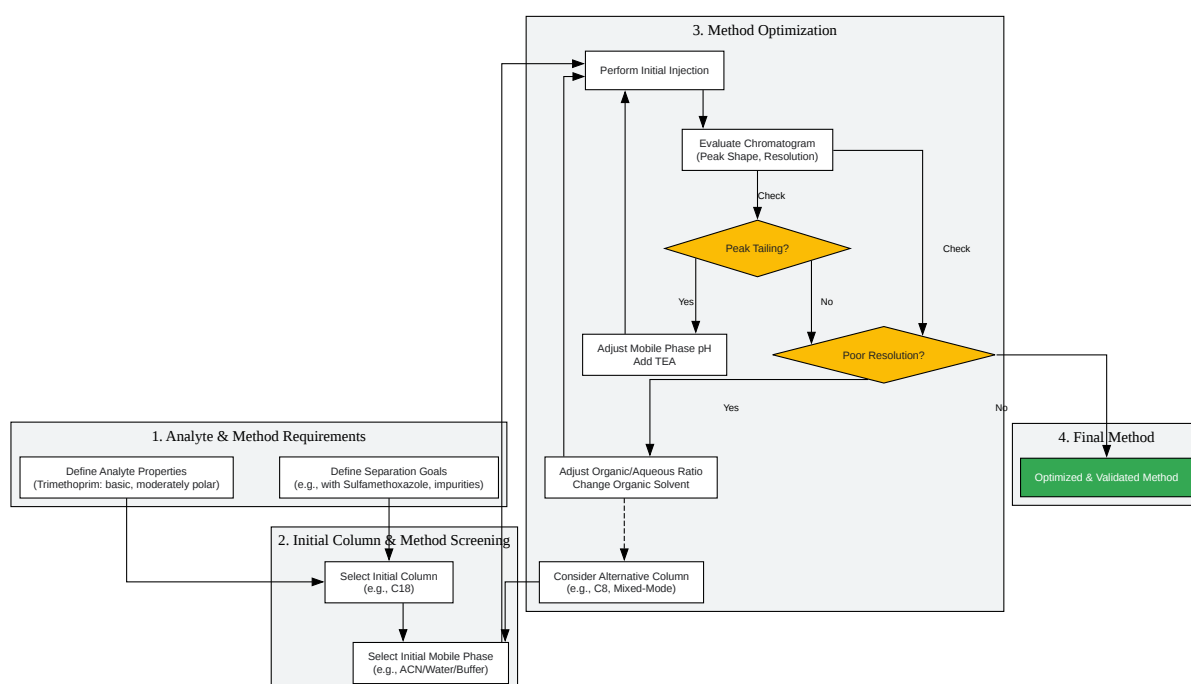 3. Method Optimization
Perform Initial Injection
Evaluate Chromatogram
(Peak Shape, Resolution)
Check
Peak Tailing?
Check
Yes
No
Adjust Mobile Phase pH
Add TEA
Poor Resolution?
Yes
No
1. Analyte & Method Requirements
Define Analyte Properties
(Trimethoprim: basic, moderately polar)
Define Separation Goals
(e.g., with Sulfamethoxazole, impurities)
Adjust Organic/Aqueous Ratio
Change Organic Solvent
4. Final Method
Optimized & Validated Method
2. Initial Column & Method Screening
Select Initial Column
(e.g., C18)
Consider Alternative Column
(e.g., C8, Mixed-Mode)
Select Initial Mobile Phase
(e.g., ACN/Water/Buffer)